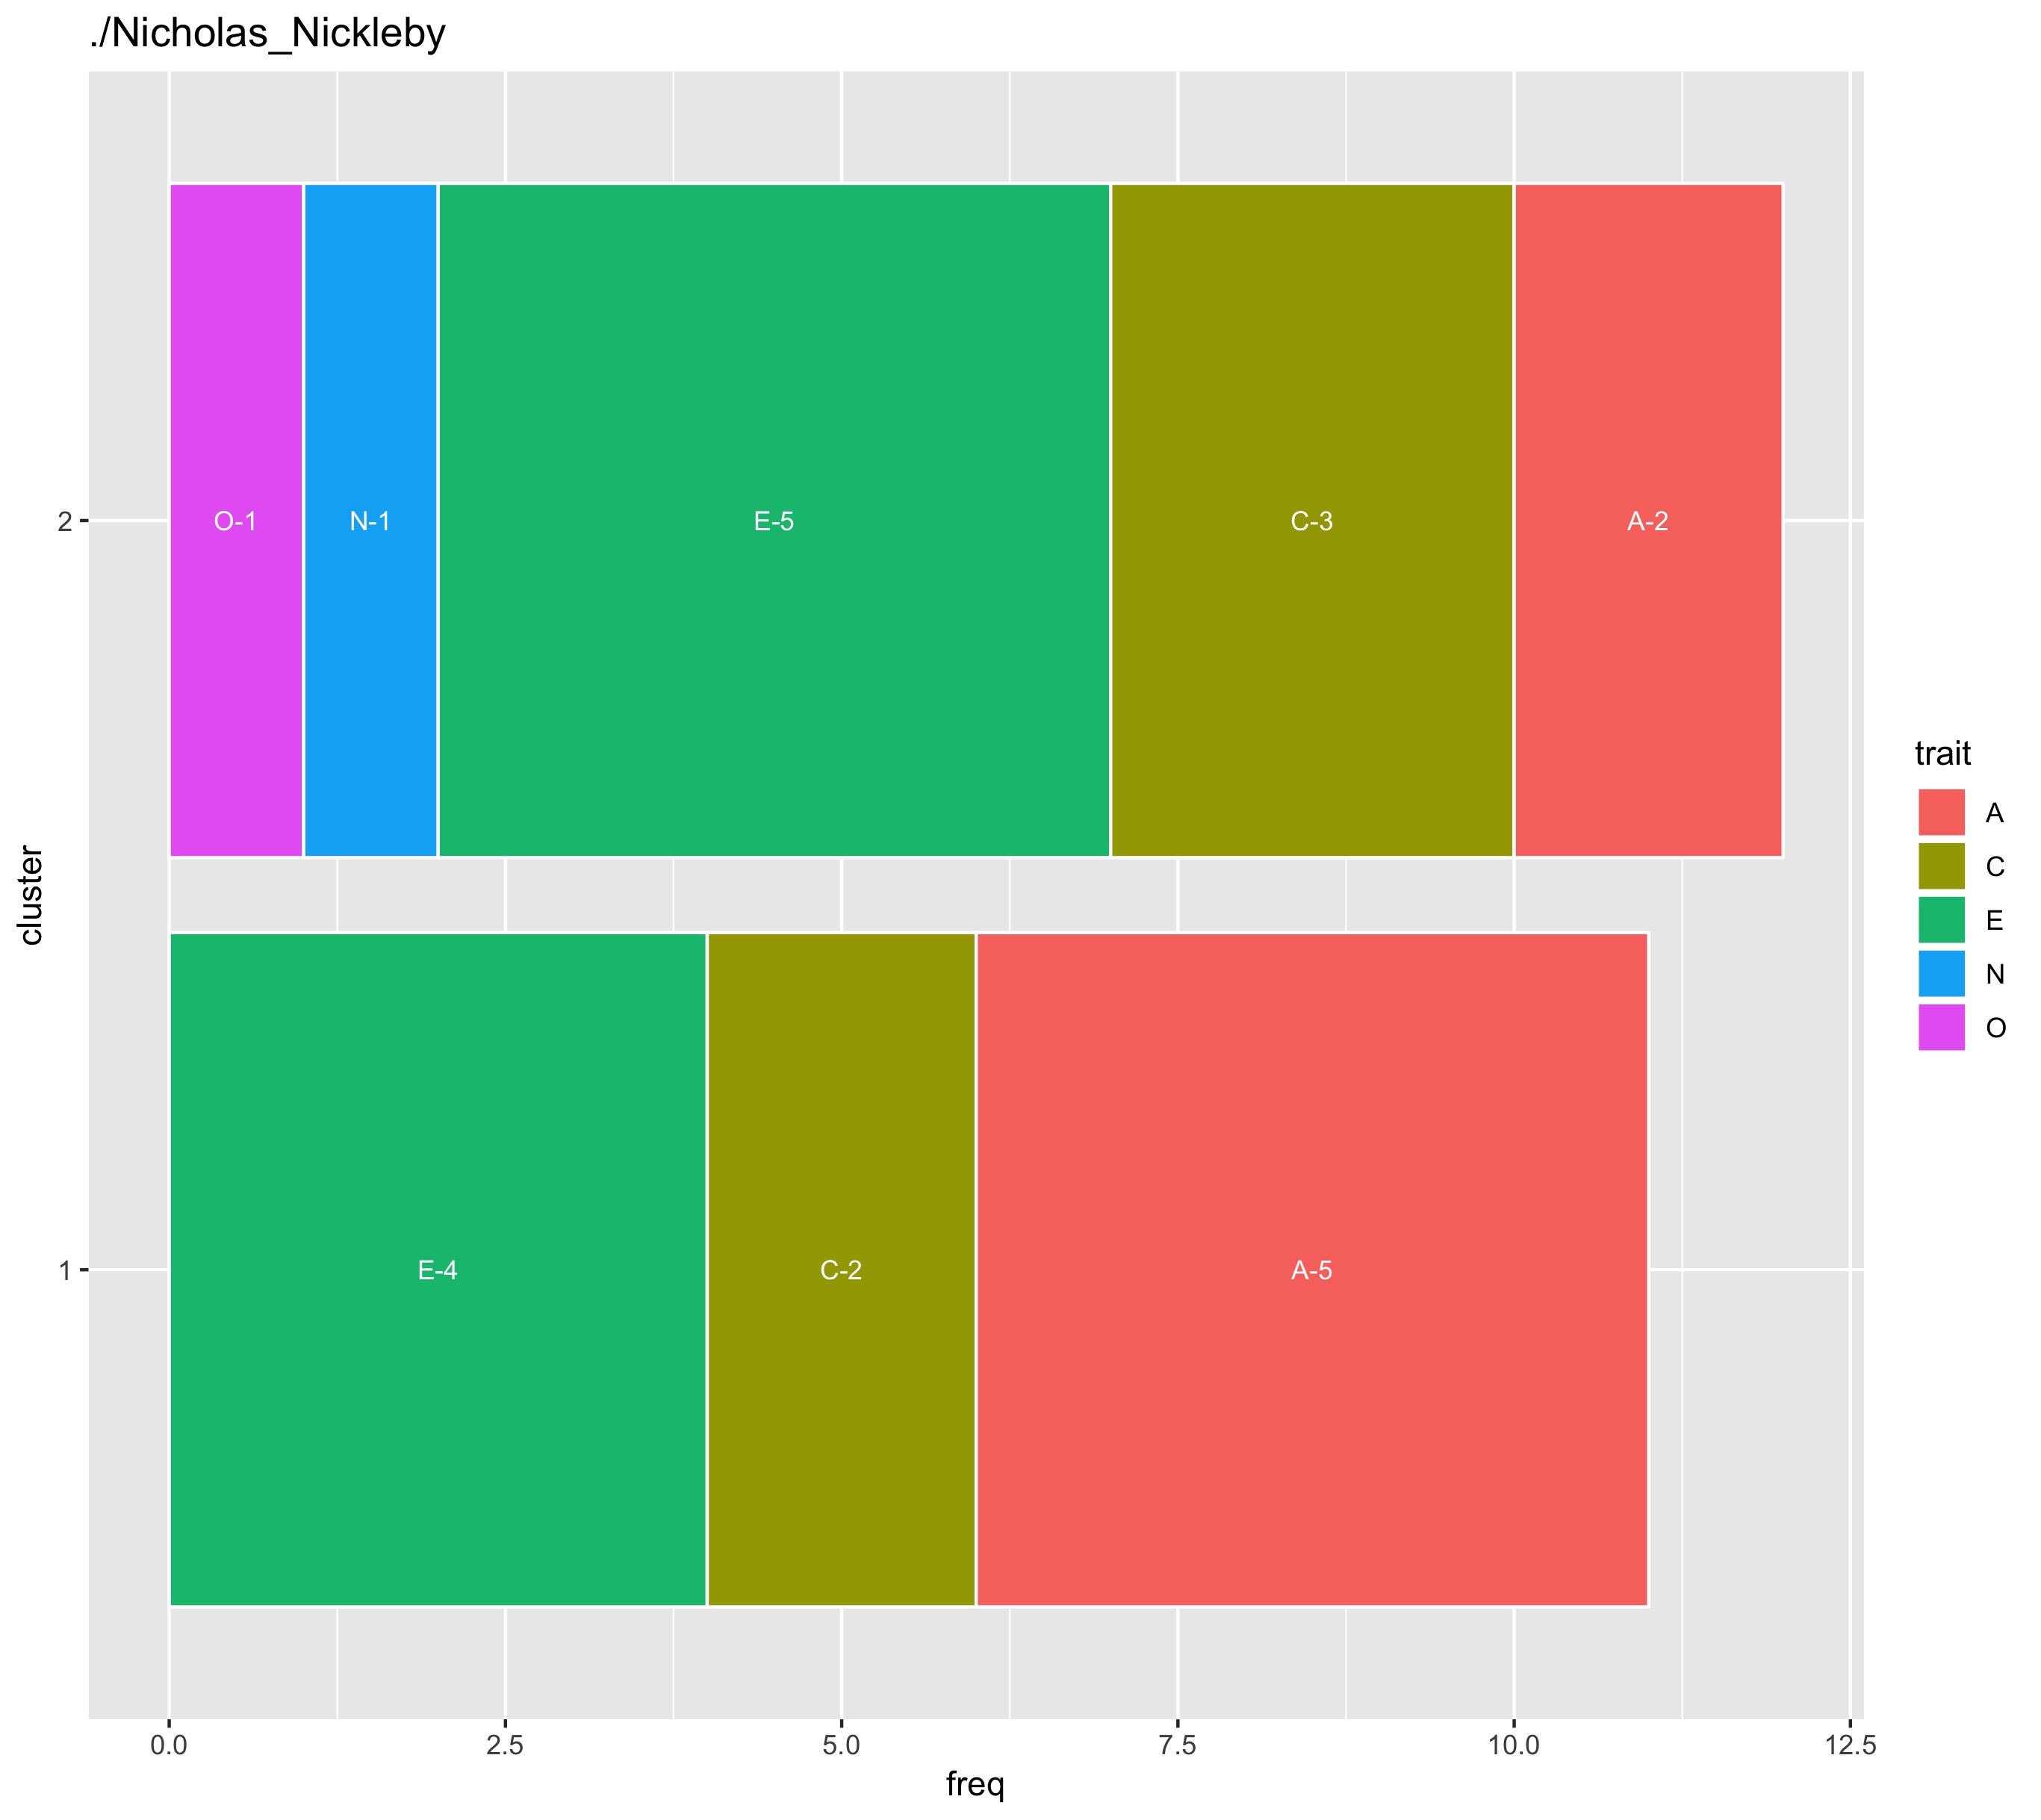 ./Nicholas_Nickleby
cluster
2
O-1 N-1 E-5 C-3 A-2
1
E-4 C-2 A-5
0.0 2.5 5.0 7.5 10.0 12.5
freq
trait
A
C
E
N
O